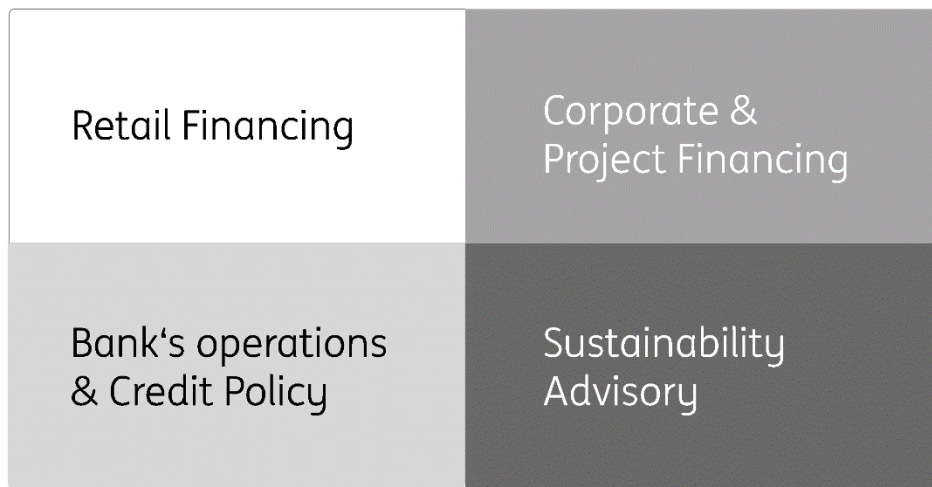 Retail Financing
Corporate &
Project Financing
Bank‘s operations
& Credit Policy
Sustainability
Advisory